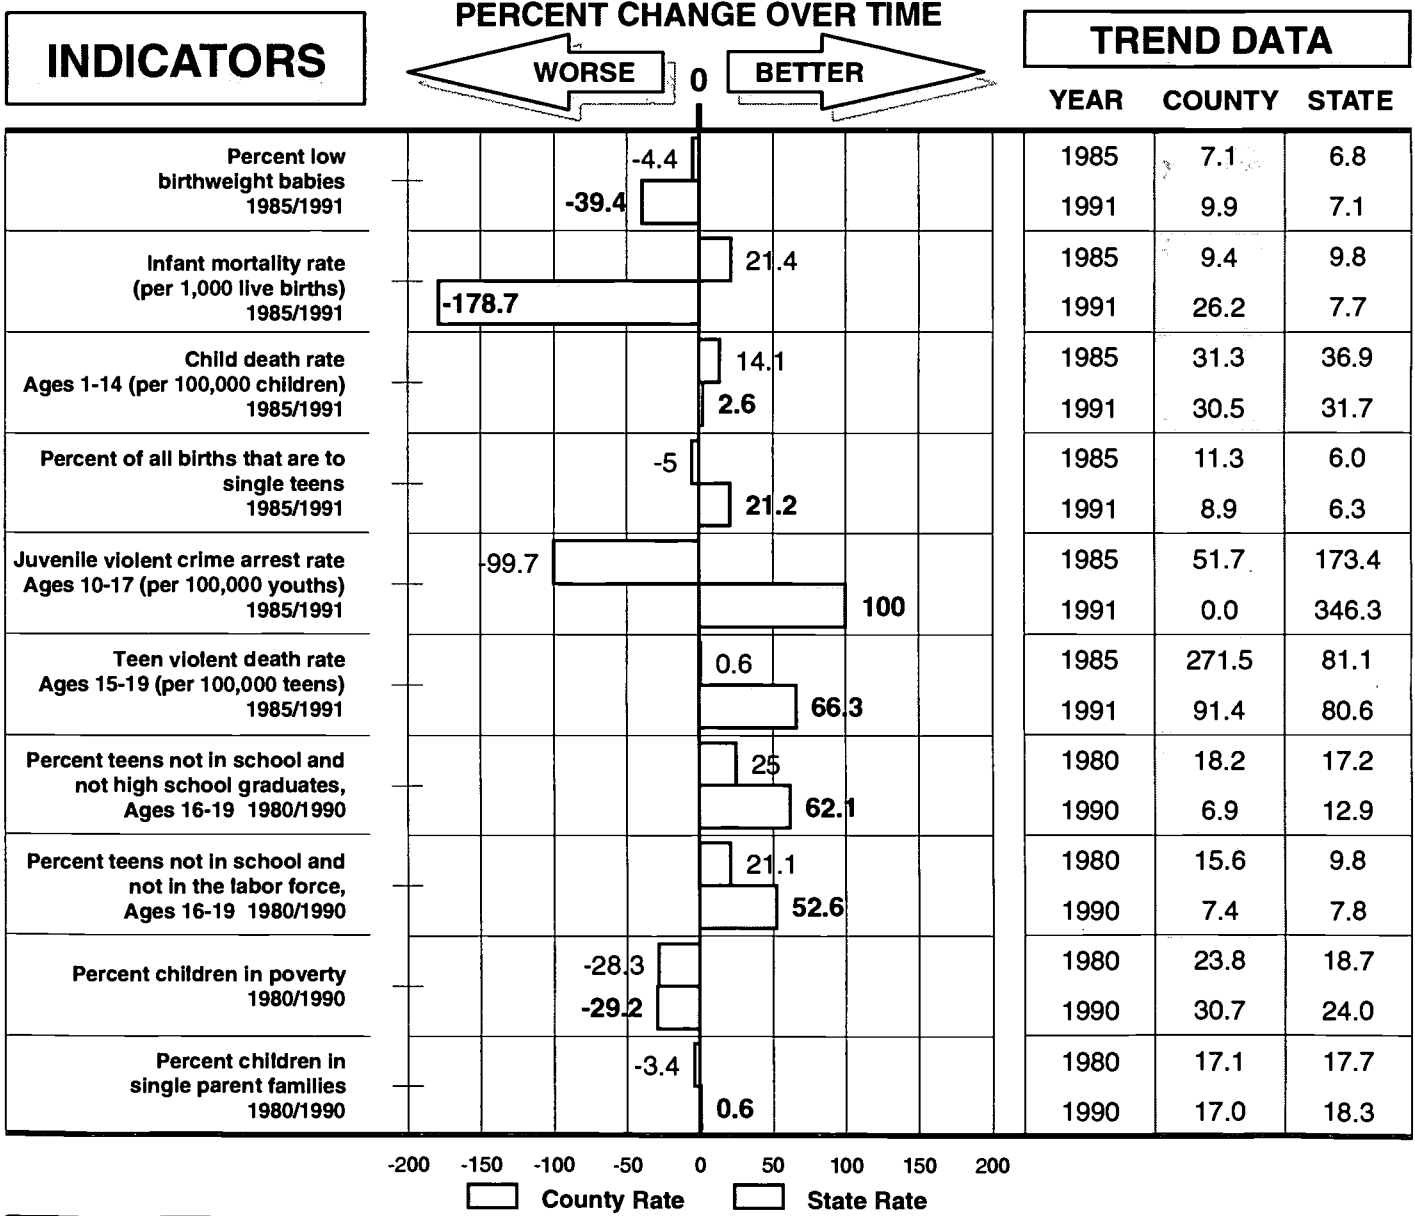 PERCENT CHANGE OVER TIME
INDICATORS
WORSE
0
BETTER
TREND DATA
YEAR COUNTY STATE
Percent low
birthweight babies
1985/1991
-4.4
-39.4
1985 7.1 6.8
1991 9.9 7.1
Infant mortality rate
(per 1,000 live births)
1985/1991
21.4
-178.7
1985 9.4 9.8
1991 26.2 7.7
Child death rate
Ages 1-14 (per 100,000 children)
1985/1991
14.1
2.6
1985 31.3 36.9
1991 30.5 31.7
Percent of all births that are to
single teens
1985/1991
-5
21.2
1985 11.3 6.0
1991 8.9 6.3
Juvenile violent crime arrest rate
Ages 10-17 (per 100,000 youths)
1985/1991
-99.7
100
1985 51.7 173.4
1991 0.0 346.3
Teen violent death rate
Ages 15-19 (per 100,000 teens)
1985/1991
0.6
66.3
1985 271.5 81.1
1991 91.4 80.6
Percent teens not in school and
not high school graduates,
Ages 16-19 1980/1990
25
62.1
1980 18.2 17.2
1990 6.9 12.9
Percent teens not in school and
not in the labor force,
Ages 16-19 1980/1990
21.1
52.6
1980 15.6 9.8
1990 7.4 7.8
Percent children in poverty
1980/1990
-28.3
-29.2
1980 23.8 18.7
1990 30.7 24.0
Percent children in
single parent families
1980/1990
-3.4
0.6
1980 17.1 17.7
1990 17.0 18.3
-200 -150 -100 -50 0 50 100 150 200
County Rate State Rate